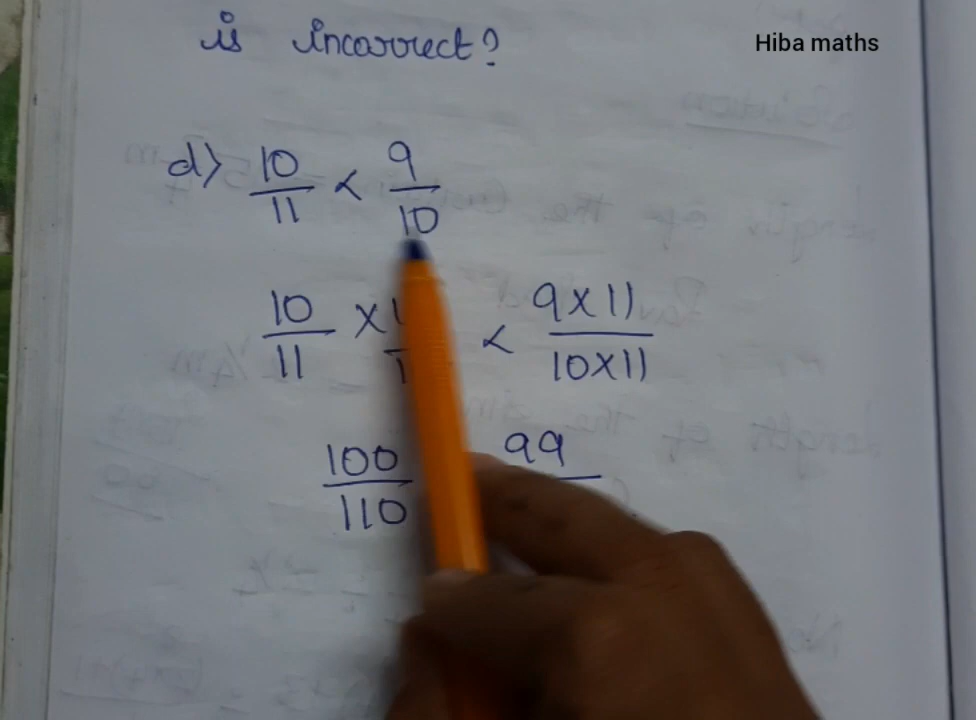 is incorrect?
Hiba maths
d) 10/11 < 9/10
10/11 × < 9×11/10×11
100/110 99